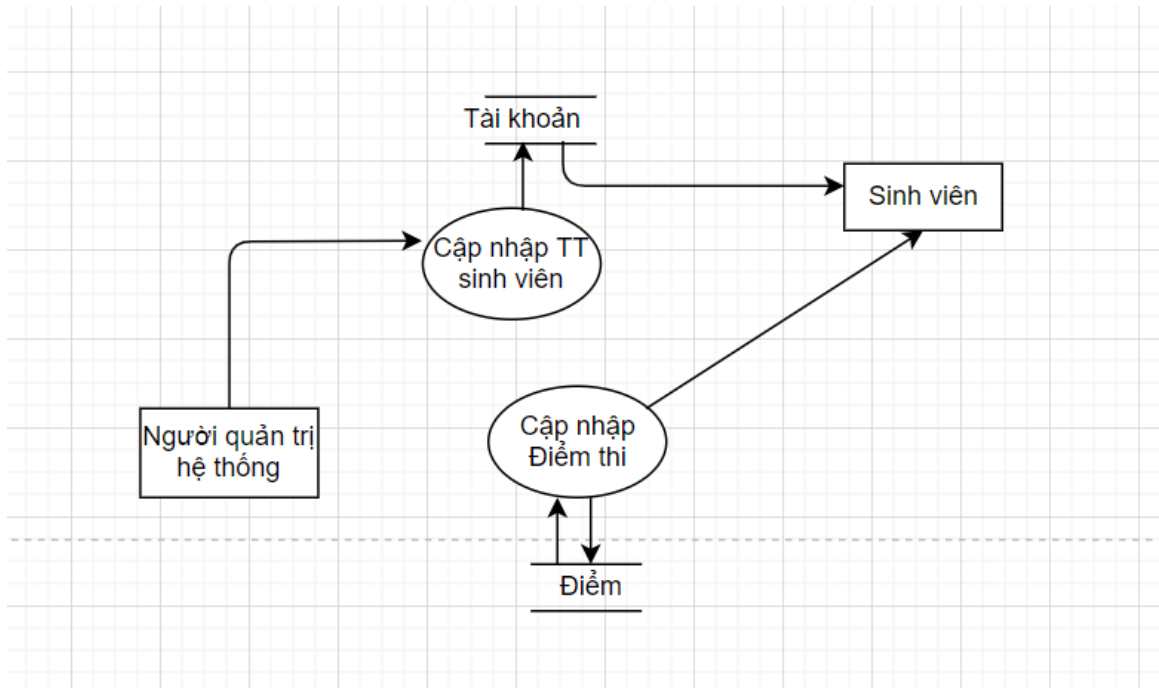 Tài khoản
Sinh viên
Cập nhập TT
sinh viên
Người quản trị
hệ thống
Cập nhập
Điểm thi
Điểm